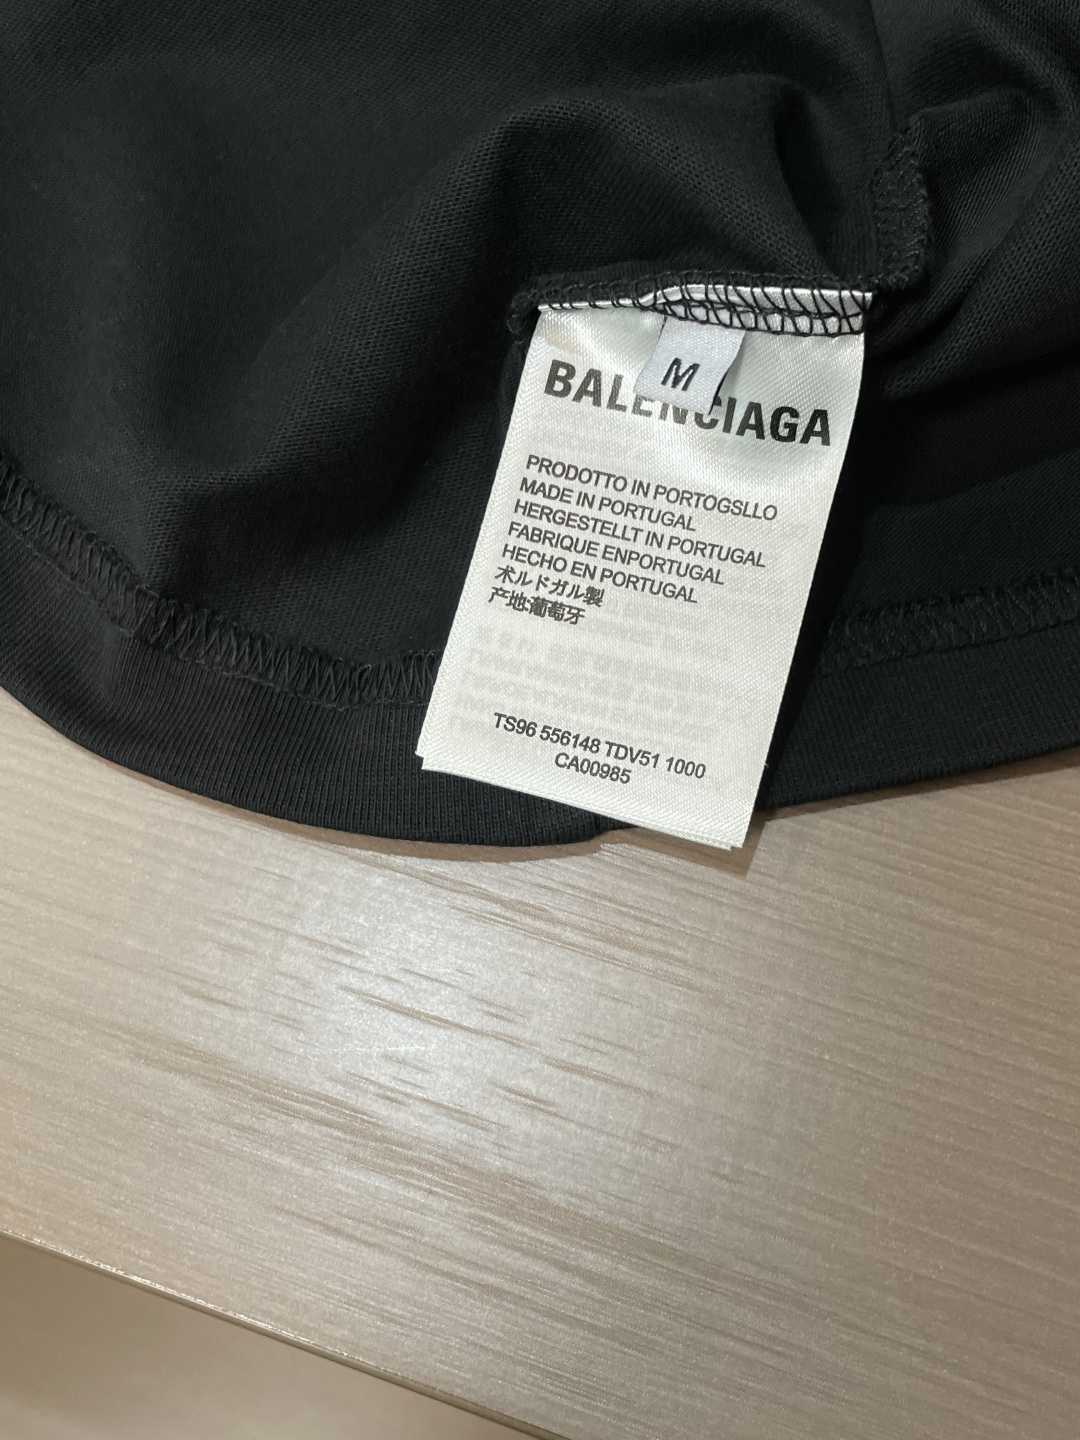 M
BALENCIAGA
PRODOTTO IN PORTOGSLLO
MADE IN PORTUGAL
HERGESTELLT IN PORTUGAL
FABRIQUE ENPORTUGAL
HECHO EN PORTUGAL
术ルドガル製
产地:葡萄牙
TS96 556148 TDV51 1000
CA00985